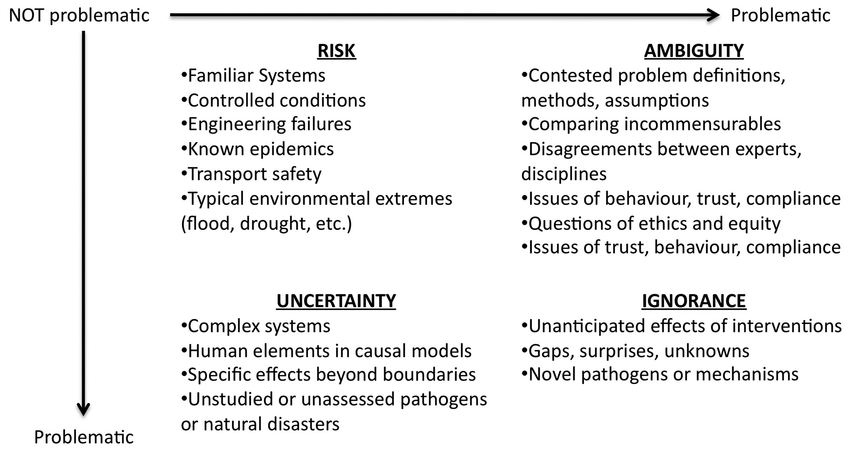 NOT problematic
Problematic
RISK
•Familiar Systems
•Controlled conditions
•Engineering failures
•Known epidemics
•Transport safety
•Typical environmental extremes
(flood, drought, etc.)
AMBIGUITY
•Contested problem definitions,
methods, assumptions
•Comparing incommensurables
•Disagreements between experts,
disciplines
•Issues of behaviour, trust, compliance
•Questions of ethics and equity
•Issues of trust, behaviour, compliance
UNCERTAINTY
•Complex systems
•Human elements in causal models
•Specific effects beyond boundaries
•Unstudied or unassessed pathogens
or natural disasters
IGNORANCE
•Unanticipated effects of interventions
•Gaps, surprises, unknowns
•Novel pathogens or mechanisms
Problematic